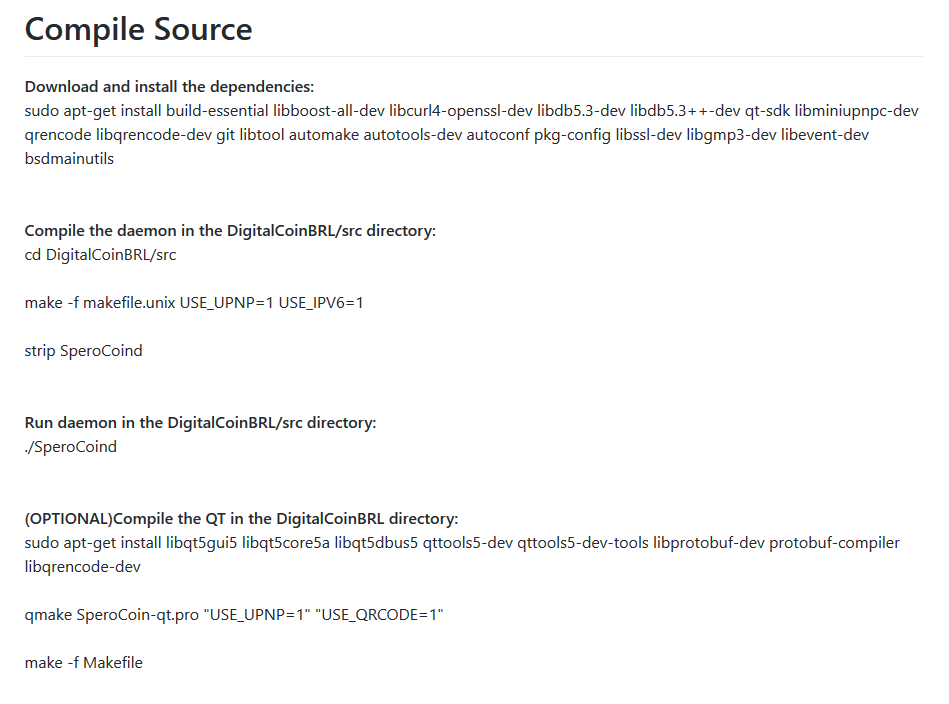 Compile Source
Download and install the dependencies:
sudo apt-get install build-essential libboost-all-dev libcurl4-openssl-dev libdb5.3-dev libdb5.3++-dev qt-sdk libminiupnpc-dev
qrencode libqrencode-dev git libtool automake autotools-dev autoconf pkg-config libssl-dev libgmp3-dev libevent-dev
bsdmainutils
Compile the daemon in the DigitalCoinBRL/src directory:
cd DigitalCoinBRL/src
make -f makefile.unix USE_UPNP=1 USE_IPV6=1
strip SperoCoind
Run daemon in the DigitalCoinBRL/src directory:
./SperoCoind
(OPTIONAL)Compile the QT in the DigitalCoinBRL directory:
sudo apt-get install libqt5gui5 libqt5core5a libqt5dbus5 qttools5-dev qttools5-dev-tools libprotobuf-dev protobuf-compiler
libqrencode-dev
qmake SperoCoin-qt.pro "USE_UPNP=1" "USE_QRCODE=1"
make -f Makefile